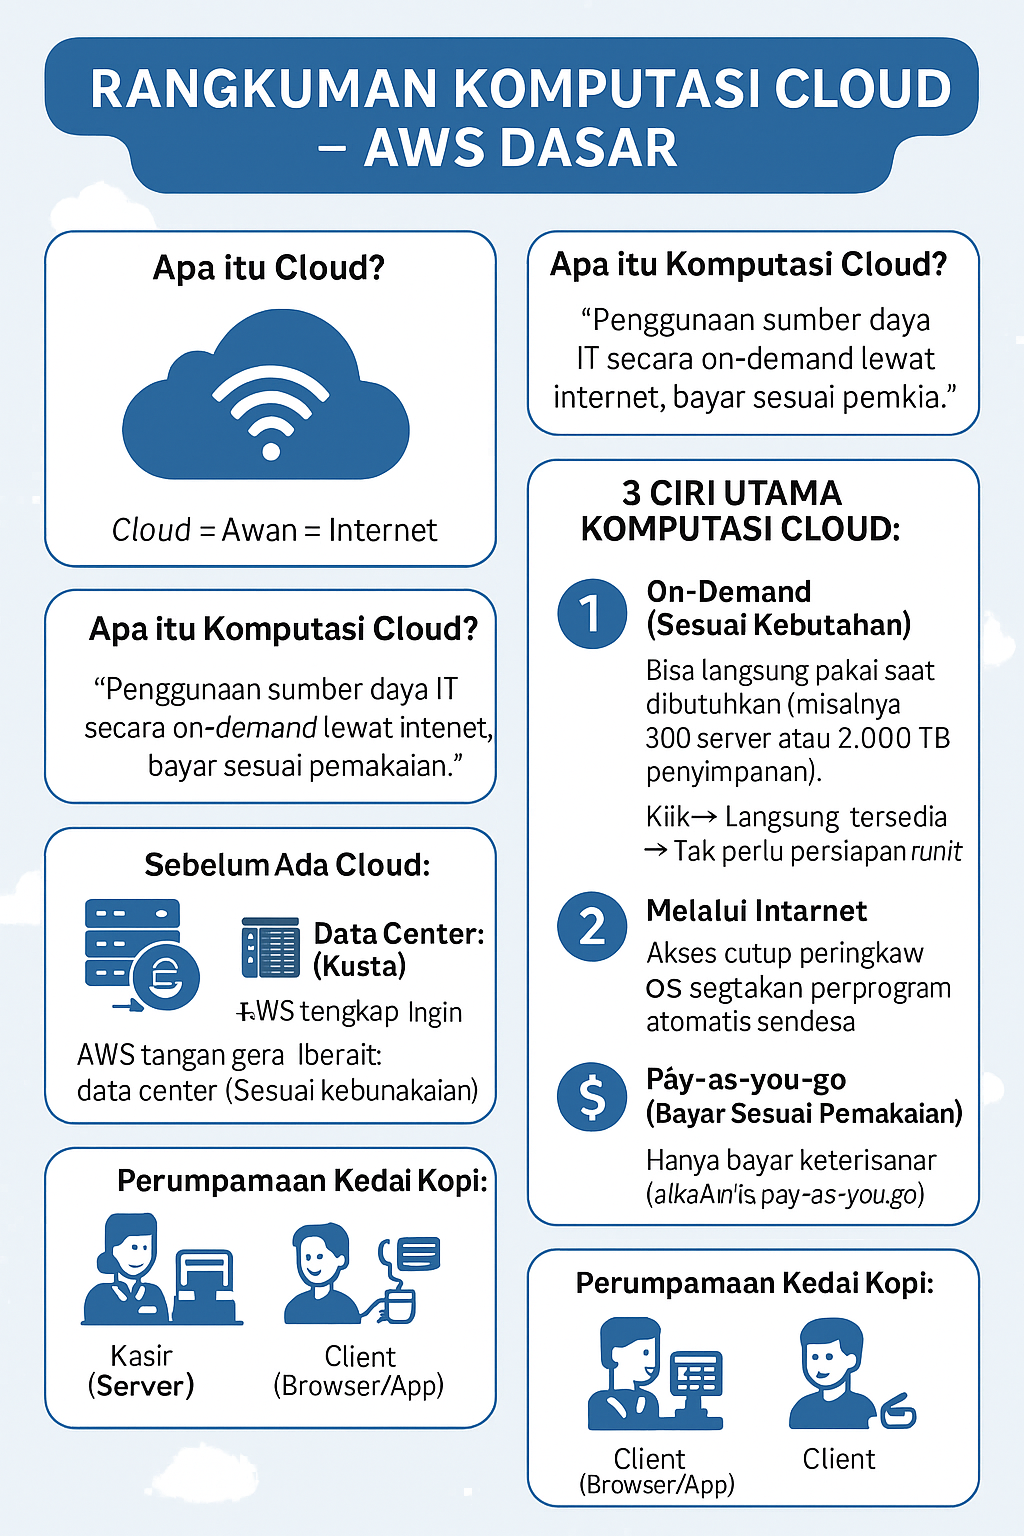 RANGKUMAN KOMPUTASI CLOUD
– AWS DASAR
Apa itu Cloud?
Cloud = Awan = Internet
Apa itu Komputasi Cloud?
“Penggunaan sumber daya IT
secara on-demand lewat intenet,
bayar sesuai pemakaian.”
Sebelum Ada Cloud:
Data Center:
(Kusta)
WS tengkap Ingin
AWS tangan gera Iberait:
data center (Sesuai kebunakaian)
Perumpamaan Kedai Kopi:
Kasir
(Server)
Client
(Browser/App)
Apa itu Komputasi Cloud?
“Penggunaan sumber daya
IT secara on-demand lewat
internet, bayar sesuai pemkia.”
3 CIRI UTAMA
KOMPUTASI CLOUD:
1
On-Demand
(Sesuai Kebutahan)
Bisa langsung pakai saat
dibutuhkan (misalnya
300 server atau 2.000 TB
penyimpanan).
Kiik→ Langsung tersedia
→ Tak perlu persiapan runit
2
Melalui Intarnet
Akses cutup peringkaw
OS segtakan perprogram
atomatis sendesa
$
Páy-as-you-go
(Bayar Sesuai Pemakaian)
Hanya bayar keterisanar
pay-as-you.go)
Perumpamaan Kedai Kopi:
Client
(Browser/App)
Client